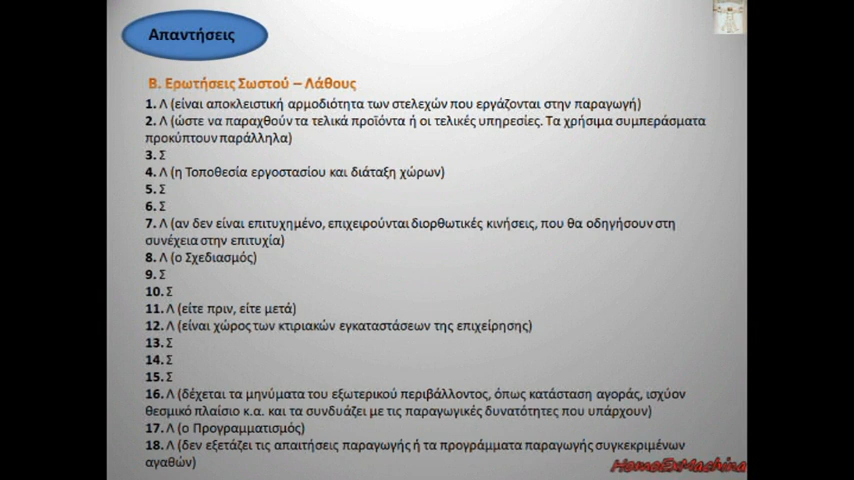 Απαντήσεις
Β. Ερωτήσεις Σωστού – Λάθους
1. Λ (είναι αποκλειστική αρμοδιότητα των στελεχών που εργάζονται στην παραγωγή)
2. Λ (ώστε να παραχθούν τα τελικά προϊόντα ή οι τελικές υπηρεσίες. Τα χρήσιμα συμπεράσματα
προκύπτουν παράλληλα)
3. Σ
4. Λ (η Τοποθεσία εργοστασίου και διάταξη χώρων)
5. Σ
6. Σ
7. Λ (αν δεν είναι επιτυχημένο, επιχειρούνται διορθωτικές κινήσεις, που θα οδηγήσουν στη
συνέχεια στην επιτυχία)
8. Λ (ο Σχεδιασμός)
9. Σ
10. Σ
11. Λ (είτε πριν, είτε μετά)
12. Λ (είναι χώρος των κτιριακών εγκαταστάσεων της επιχείρησης)
13. Σ
14. Σ
15. Σ
16. Λ (δέχεται τα μηνύματα του εξωτερικού περιβάλλοντος, όπως κατάσταση αγοράς, ισχύον
θεσμικό πλαίσιο κ.α. και τα συνδυάζει με τις παραγωγικές δυνατότητες που υπάρχουν)
17. Λ (ο Προγραμματισμός)
18. Λ (δεν εξετάζει τις απαιτήσεις παραγωγής ή τα προγράμματα παραγωγής συγκεκριμένων
αγαθών)
HomoExMachina